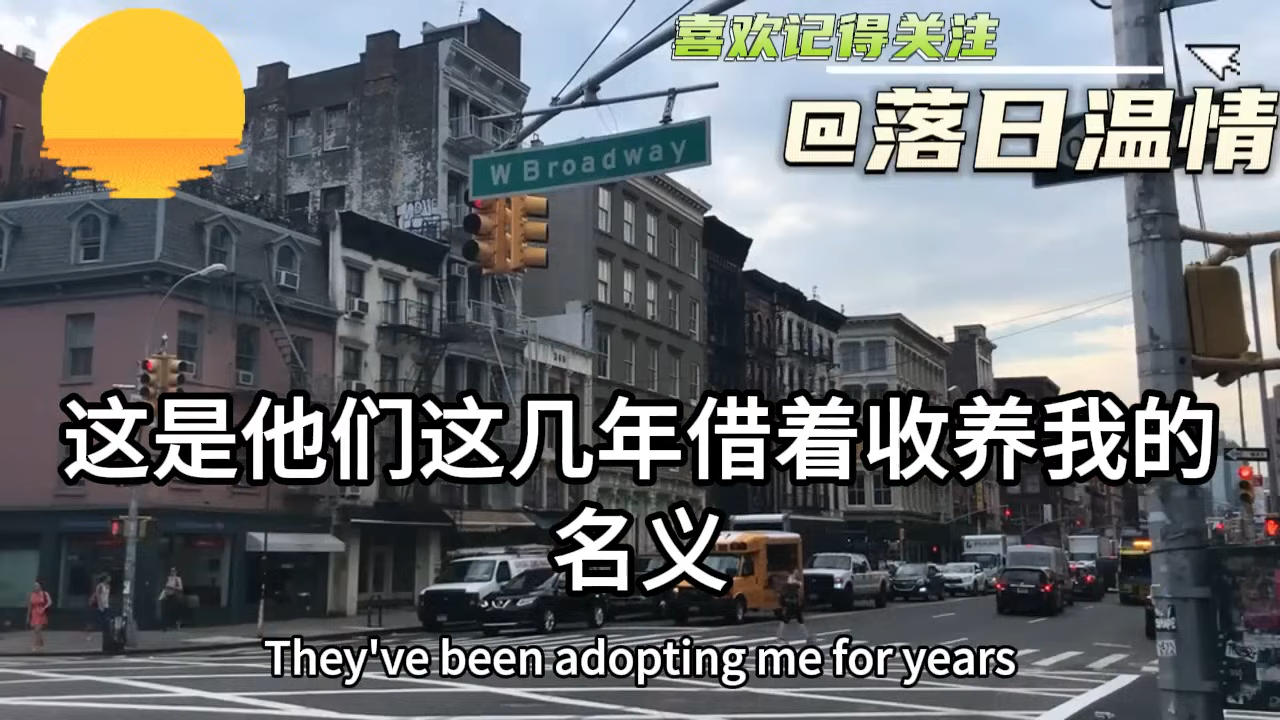 喜欢记得关注
@落日温情
W Broadway
这是他们这几年借着收养我的
名义
They've been adopting me for years